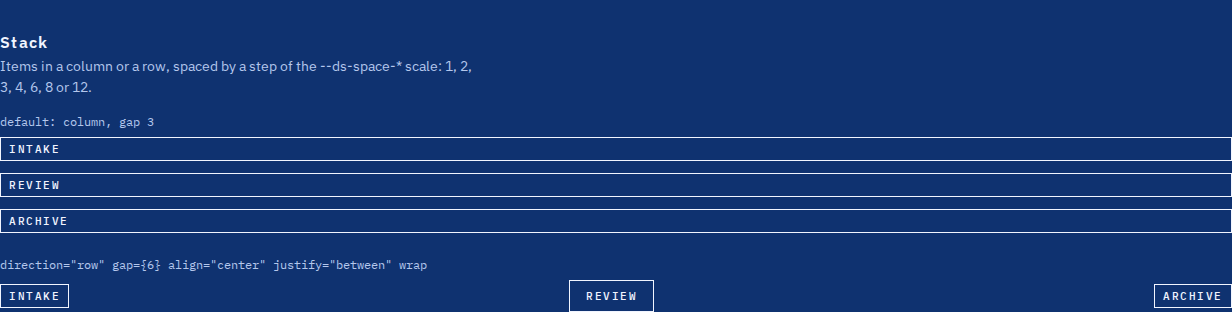 Stack
Items in a column or a row, spaced by a step of the --ds-space-* scale: 1, 2,
3, 4, 6, 8 or 12.
default: column, gap 3
INTAKE
REVIEW
ARCHIVE
direction="row" gap={6} align="center" justify="between" wrap
INTAKE REVIEW ARCHIVE